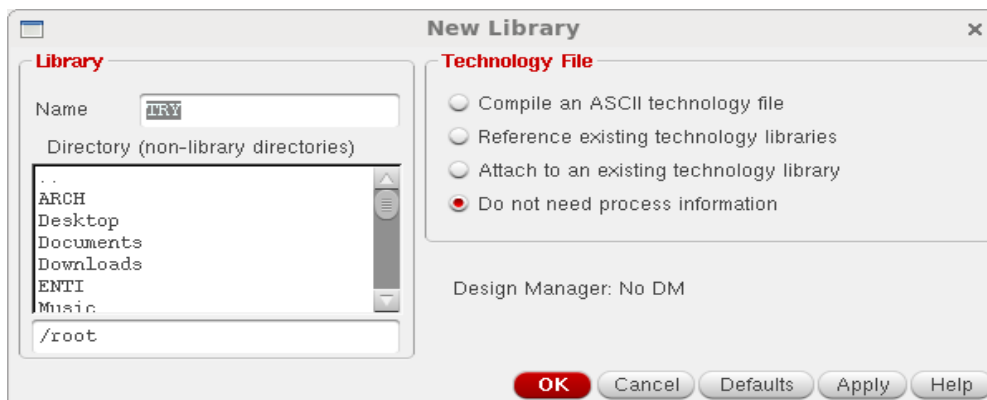 New Library
Library
Name TRY
Directory (non-library directories)
..
ARCH
Desktop
Documents
Downloads
ENTI
Music
/root
Technology File
Compile an ASCII technology file
Reference existing technology libraries
Attach to an existing technology library
Do not need process information
Design Manager: No DM
OK Cancel Defaults Apply Help